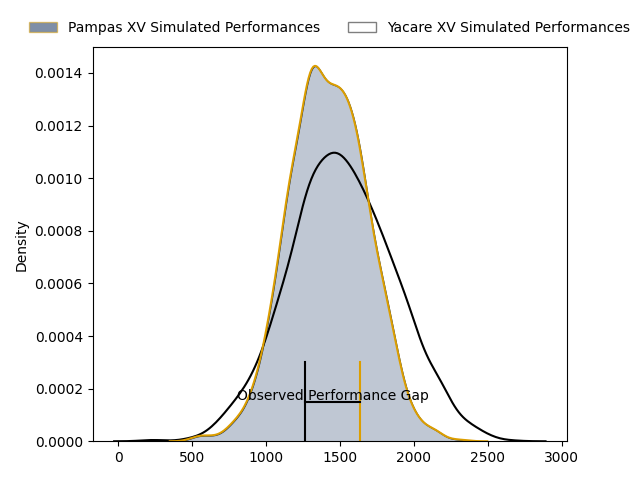 Pampas XV Simulated Performances
Yacare XV Simulated Performances
0.0014
0.0012
0.0010
0.0008
0.0006
0.0004
0.0002
0.0000
Density
Observed Performance Gap
0 500 1000 1500 2000 2500 3000